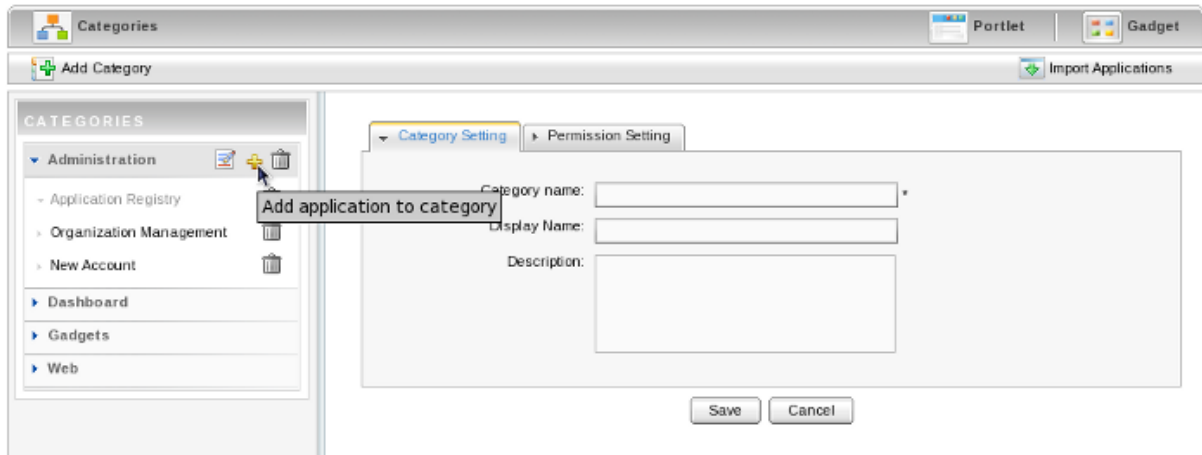 Categories
Portlet
Gadget
Add Category
Import Applications
CATEGORIES
Administration
Application Registry
Organization Management
New Account
Dashboard
Gadgets
Web
Add application to category
Category Setting
Permission Setting
Category name:
*
Display Name:
Description:
Save
Cancel